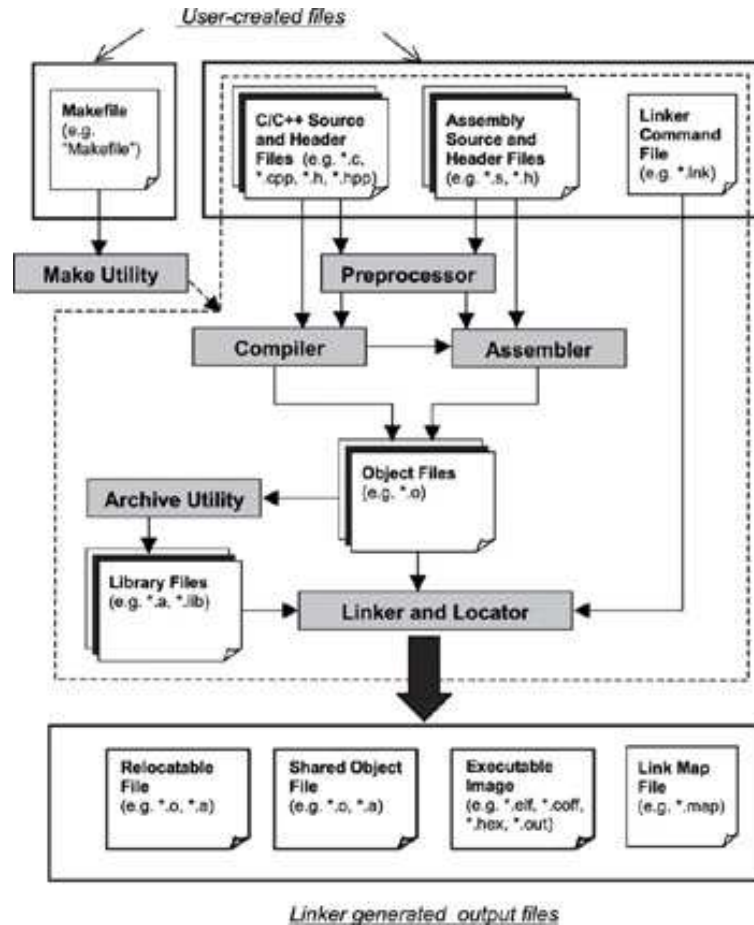 User-created files
Makefile
(e.g.
"Makefile")
C/C++ Source
and Header
Files (e.g. *.c,
*.cpp, *.h, *.hpp)
Assembly
Source and
Header Files
(e.g. *.s, *.h)
Linker
Command
File
(e.g. *.lnk)
Make Utility
Preprocessor
Compiler
Assembler
Object Files
(e.g. *.o)
Archive Utility
Library Files
(e.g. *.a, *.lib)
Linker and Locator
Relocatable
File
(e.g. *.o, *.a)
Shared Object
File
(e.g. *.o, *.a)
Executable
Image
(e.g. *.elf, *.coff,
*.hex, *.out)
Link Map
File
(e.g. *.map)
Linker generated output files